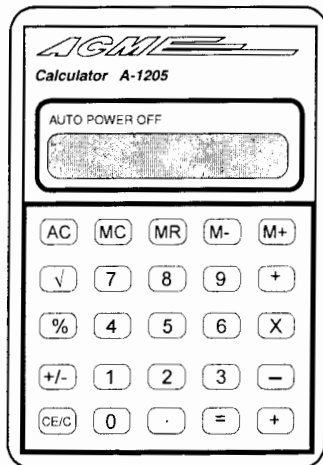 ACME
Calculator A-1205
AUTO POWER OFF
AC MC MR M- M+
√ 7 8 9 ÷
% 4 5 6 X
+/- 1 2 3 −
CE/C 0 . = +